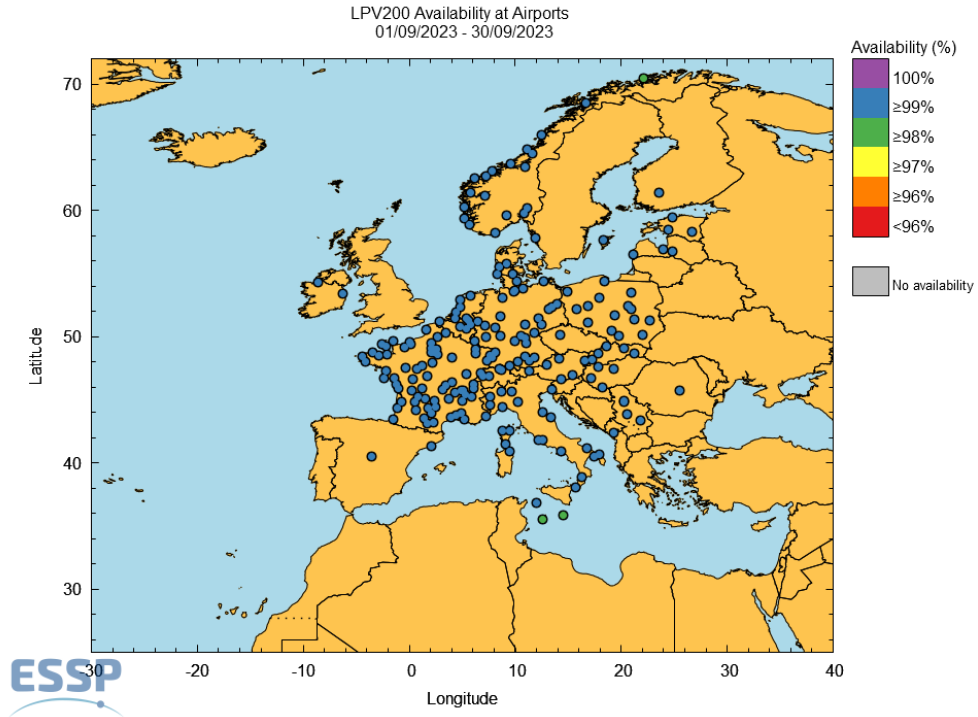 LPV200 Availability at Airports
01/09/2023 - 30/09/2023
Availability (%)
100%
≥99%
≥98%
≥97%
≥96%
<96%
No availability
70
60
50
40
30
Latitude
-30
-20
-10
0
10
20
30
40
Longitude
ESSP